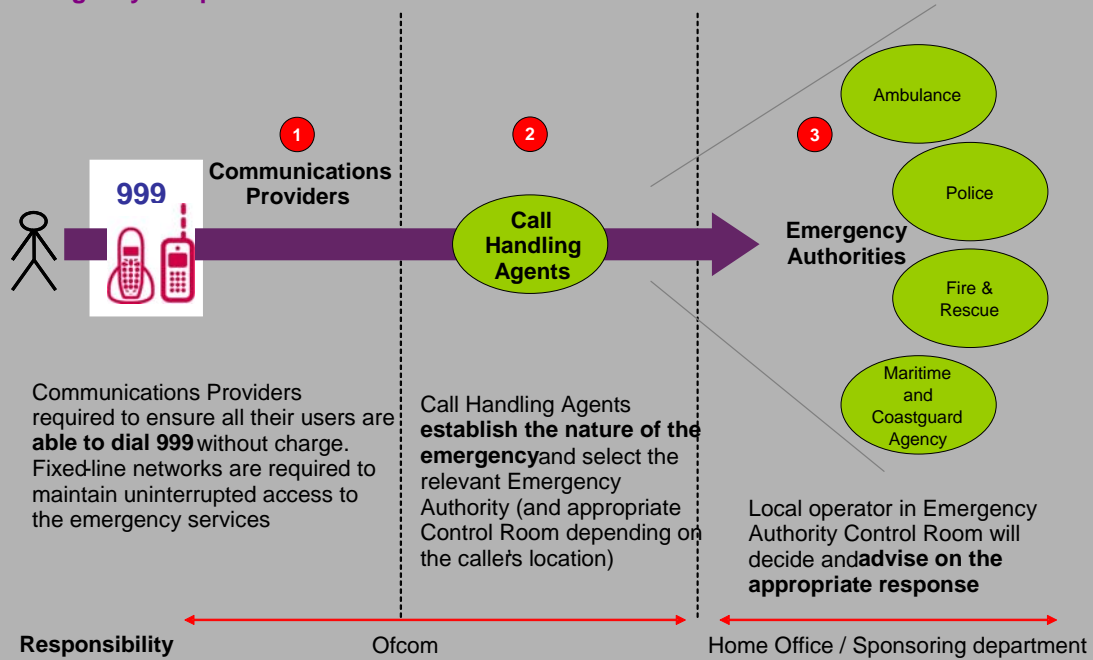 1
2
3
999
Communications
Providers
Call
Handling
Agents
Emergency
Authorities
Ambulance
Police
Fire &
Rescue
Maritime
and
Coastguard
Agency
Communications Providers
required to ensure all their users are
able to dial 999 without charge.
Fixed-line networks are required to
maintain uninterrupted access to
the emergency services
Call Handling Agents
establish the nature of the
emergency and select the
relevant Emergency
Authority (and appropriate
Control Room depending on
the caller's location)
Local operator in Emergency
Authority Control Room will
decide and advise on the
appropriate response
Responsibility
Ofcom
Home Office / Sponsoring department